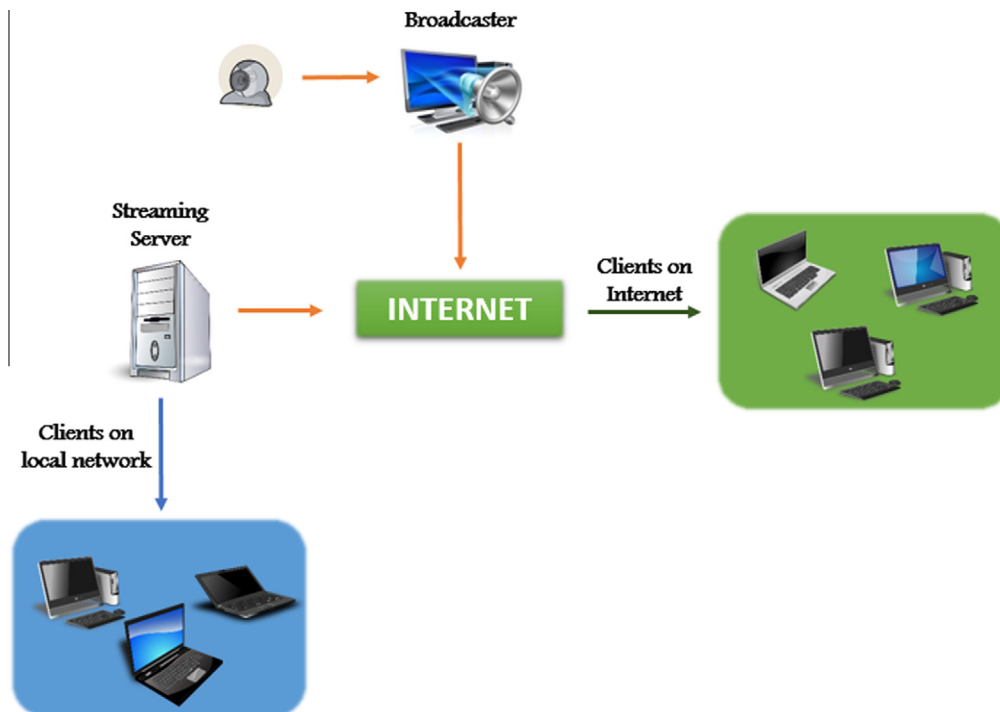 Broadcaster
Streaming
Server
INTERNET
Clients on
Internet
Clients on
local network